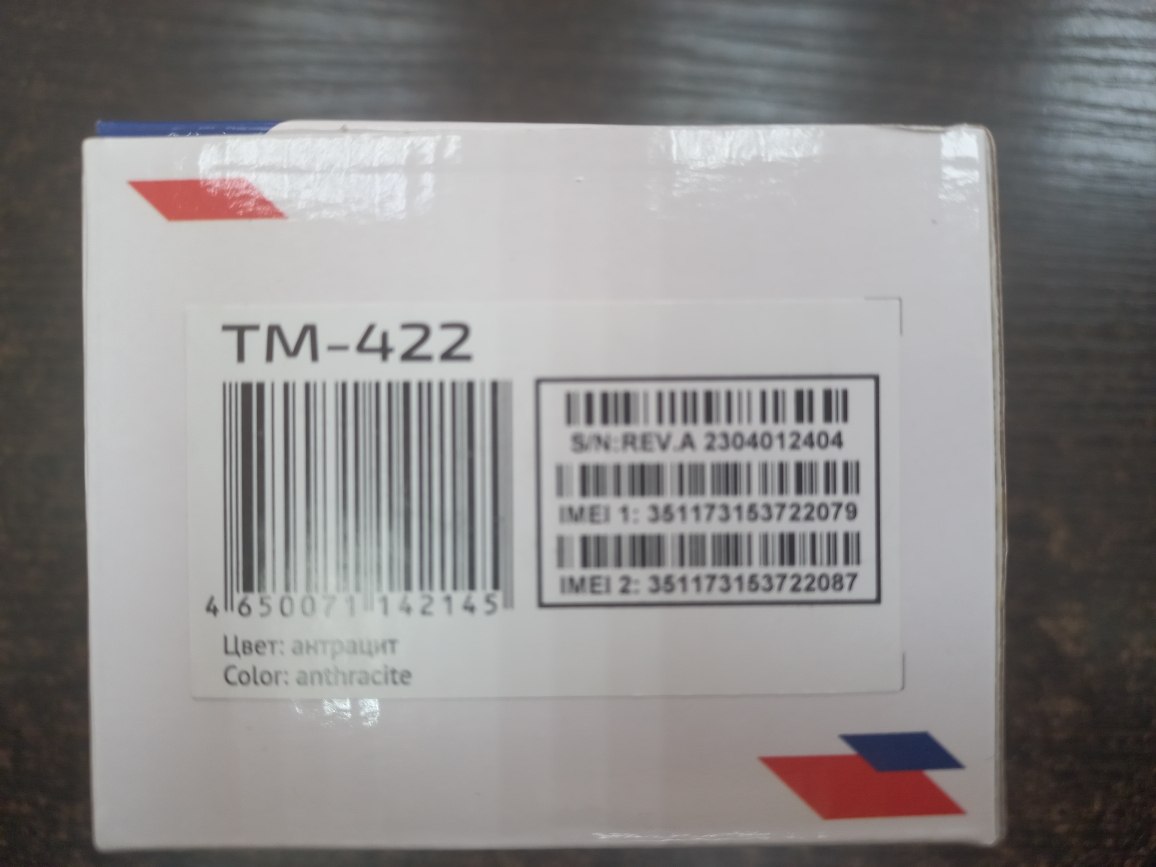 TM-422
4 650071 142145
Цвет: антрацит
Color: anthracite
S/N:REV.A 2304012404
IMEI 1: 351173153722079
IMEI 2: 351173153722087